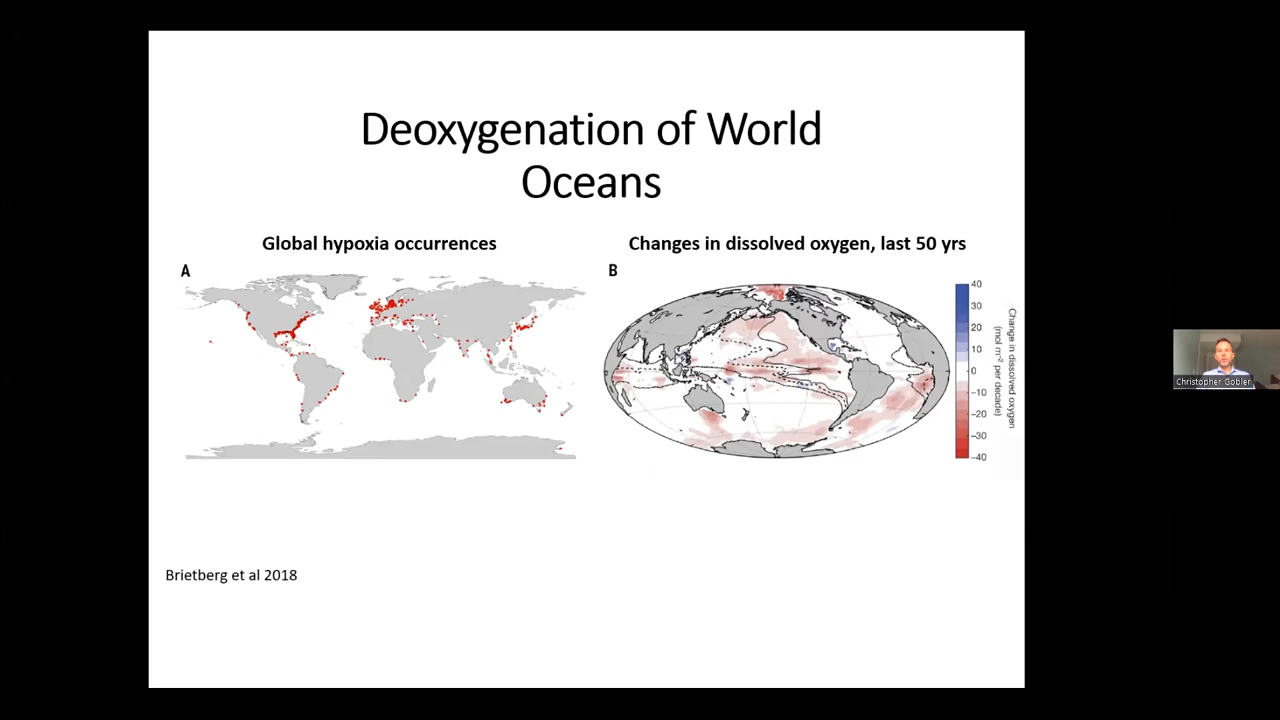 Deoxygenation of World
Oceans
Global hypoxia occurrences
A
Changes in dissolved oxygen, last 50 yrs
B
40
30
20
10
0
−10
−20
−30
−40
Change in dissolved oxygen
(mol m⁻² per decade)
Brietberg et al 2018
Christopher Gobler